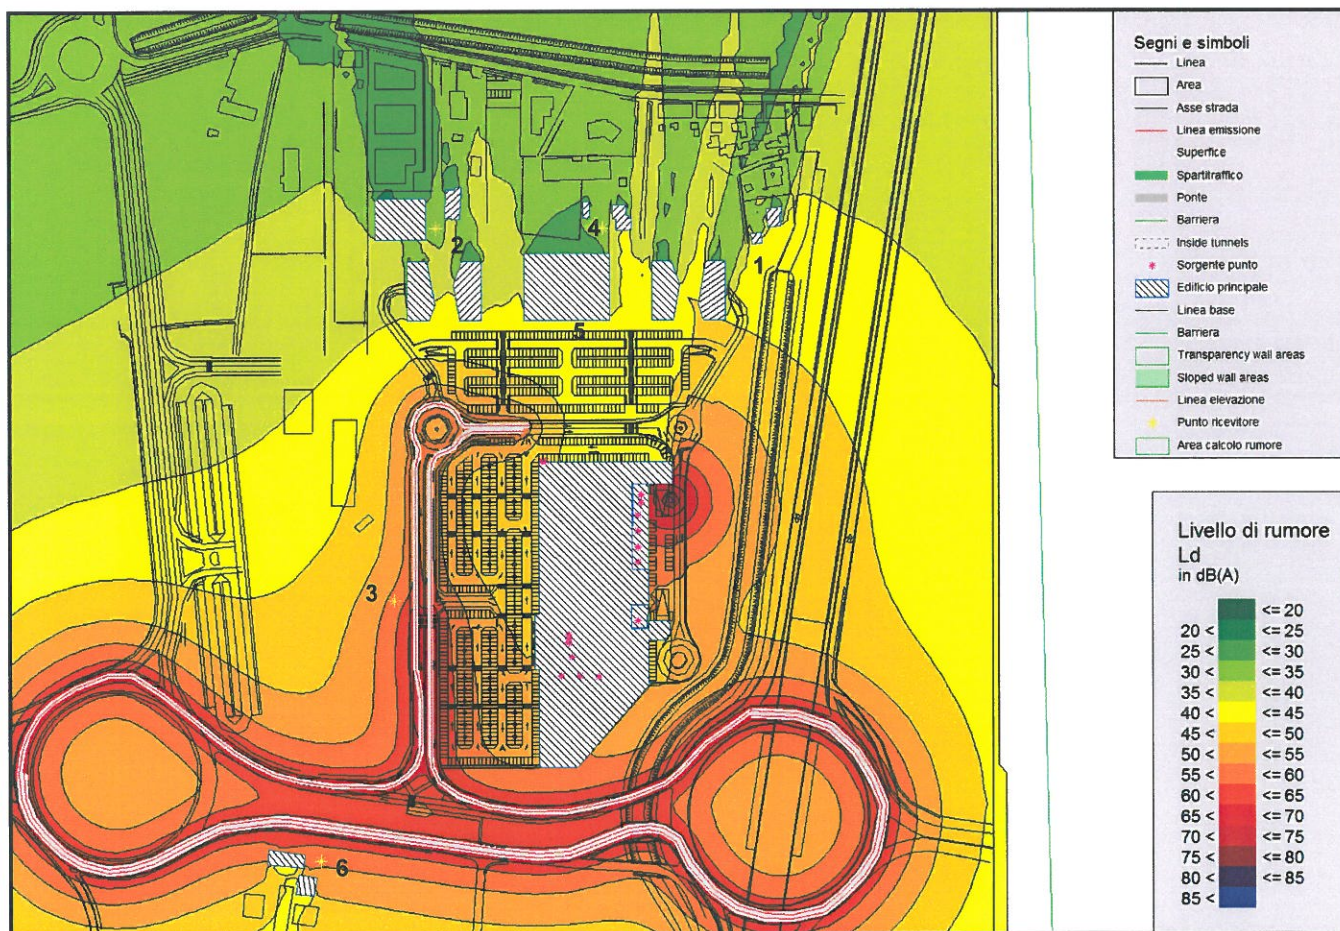 Segni e simboli
Linea
Area
Asse strada
Linea emissione
Superfice
Spartitraffico
Ponte
Barriera
Inside tunnels
Sorgente punto
Edificio principale
Linea base
Barriera
Transparency wall areas
Sloped wall areas
Linea elevazione
Punto ricevitore
Area calcolo rumore
Livello di rumore
Ld
in dB(A)
<= 20
20 < <= 25
25 < <= 30
30 < <= 35
35 < <= 40
40 < <= 45
45 < <= 50
50 < <= 55
55 < <= 60
60 < <= 65
65 < <= 70
70 < <= 75
75 < <= 80
80 < <= 85
85 <
4
2
1
5
3
6